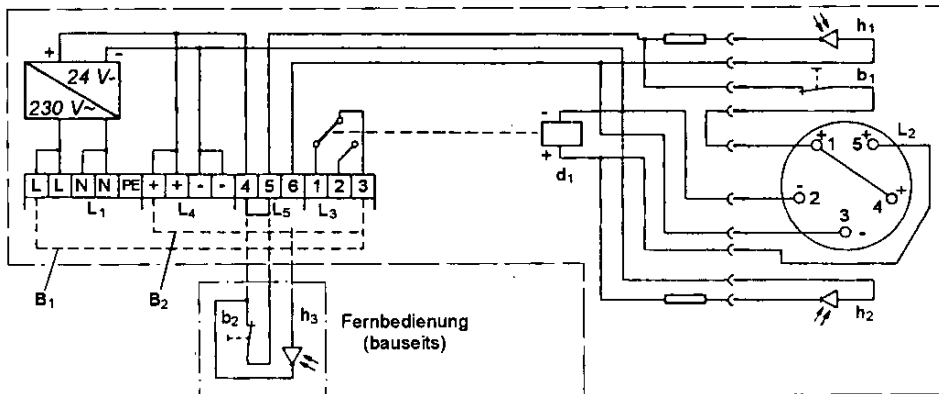 h₁
+ -
24 V-
230 V~
b₁
-
+
d₁
+ 1
5 +
L₂
- 2
4 +
3 -
L L N N PE + + - - 4 5 6 1 2 3
L₁ L₄ L₅ L₃
B₁ B₂
b₂ h₃
h₂
Fernbedienung
(bauseits)